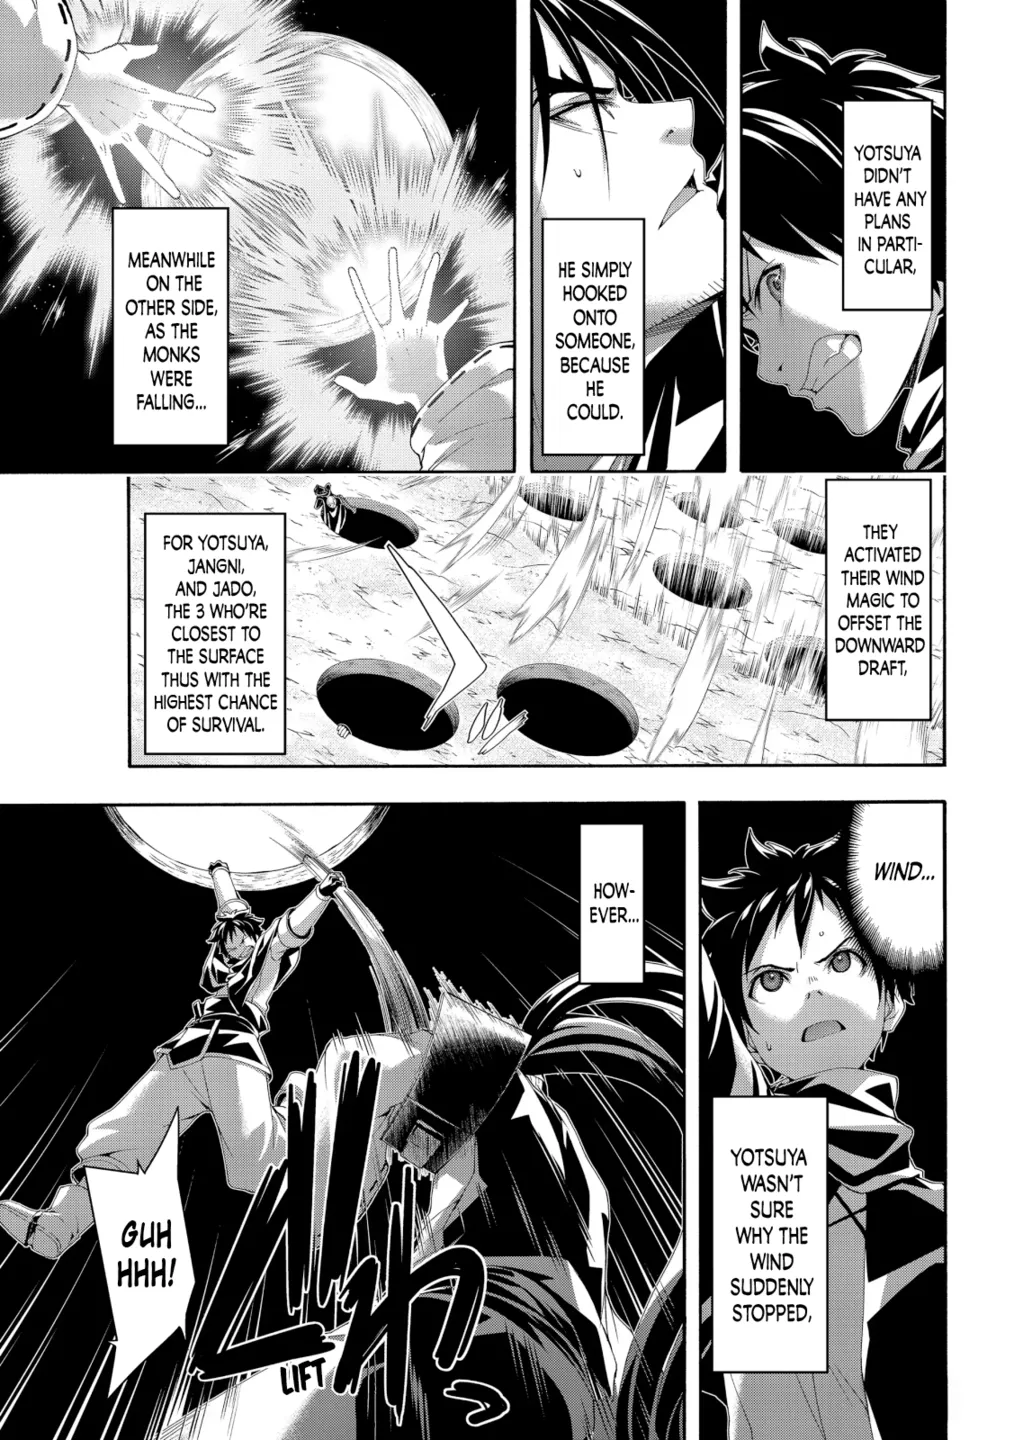 YOTSUYA
DIDN'T
HAVE ANY
PLANS
IN PARTI-
CULAR,
HE SIMPLY
HOOKED
ONTO
SOMEONE,
BECAUSE
HE
COULD.
MEANWHILE
ON THE
OTHER SIDE,
AS THE
MONKS
WERE
FALLING...
THEY
ACTIVATED
THEIR WIND
MAGIC TO
OFFSET THE
DOWNWARD
DRAFT,
FOR YOTSUYA,
JANGNI,
AND JADO,
THE 3 WHO'RE
CLOSEST TO
THE SURFACE
THUS WITH THE
HIGHEST CHANCE
OF SURVIVAL.
WIND...
YOTSUYA
WASN'T
SURE
WHY THE
WIND
SUDDENLY
STOPPED,
HOW-
EVER...
GUH
HHH!
LIFT